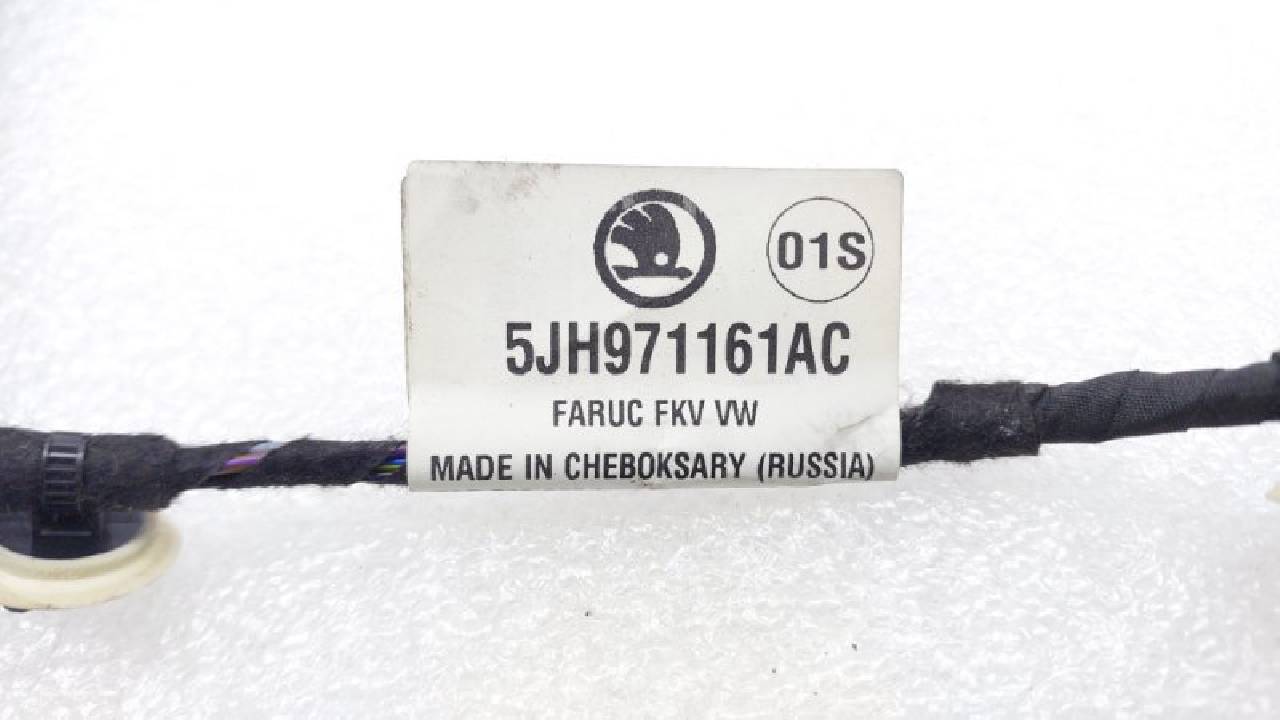 01S
5JH971161AC
FARUC FKV VW
MADE IN CHEBOKSARY (RUSSIA)